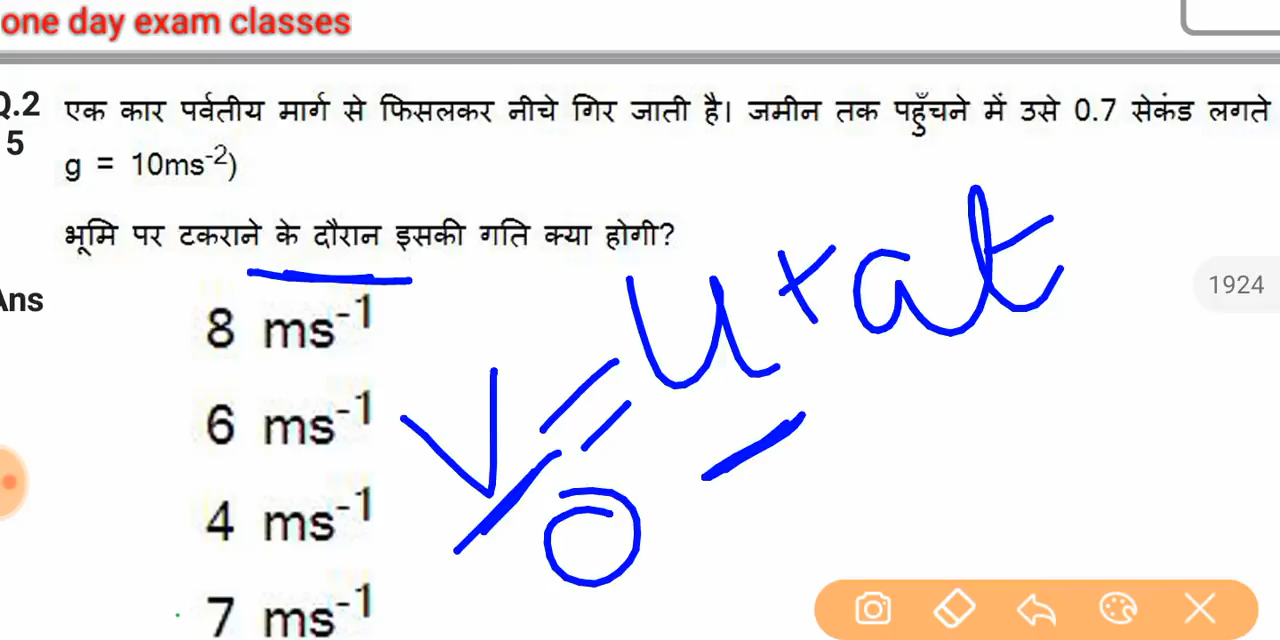 one day exam classes
Q.2 एक कार पर्वतीय मार्ग से फिसलकर नीचे गिर जाती है। जमीन तक पहुँचने में उसे 0.7 सेकंड लगते
5 g = 10ms⁻²)
भूमि पर टकराने के दौरान इसकी गति क्या होगी?
Ans
8 ms⁻¹
6 ms⁻¹
4 ms⁻¹
7 ms⁻¹
V = u + at
0
1924